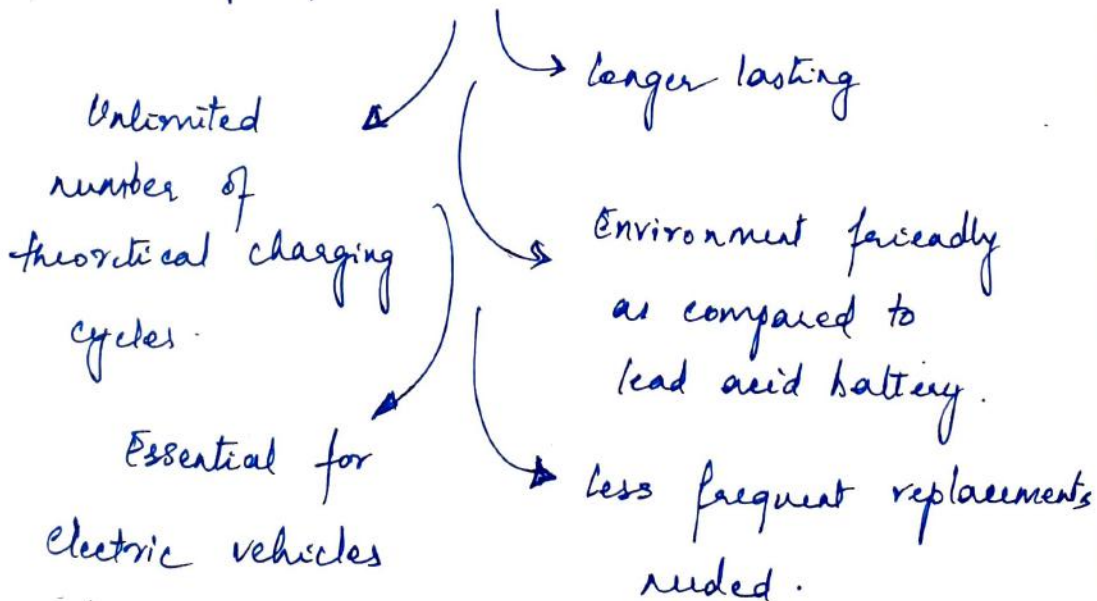 Longer lasting
Unlimited
number of
theoretical charging
cycles.
Environment friendly
as compared to
lead acid battery.
Essential for
electric vehicles
Less frequent replacements
needed.